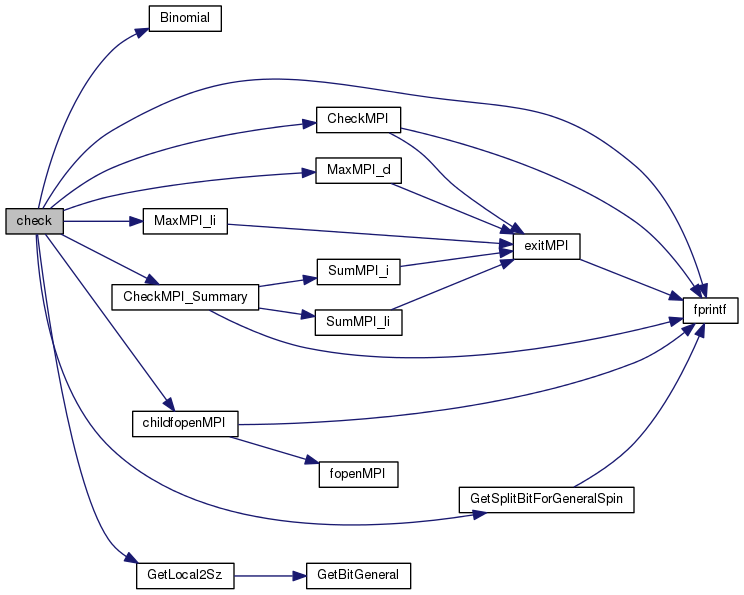 Binomial
CheckMPI
MaxMPI_d
check
MaxMPI_li
exitMPI
SumMPI_i
CheckMPI_Summary
fprintf
SumMPI_li
childfopenMPI
fopenMPI
GetSplitBitForGeneralSpin
GetLocal2Sz
GetBitGeneral